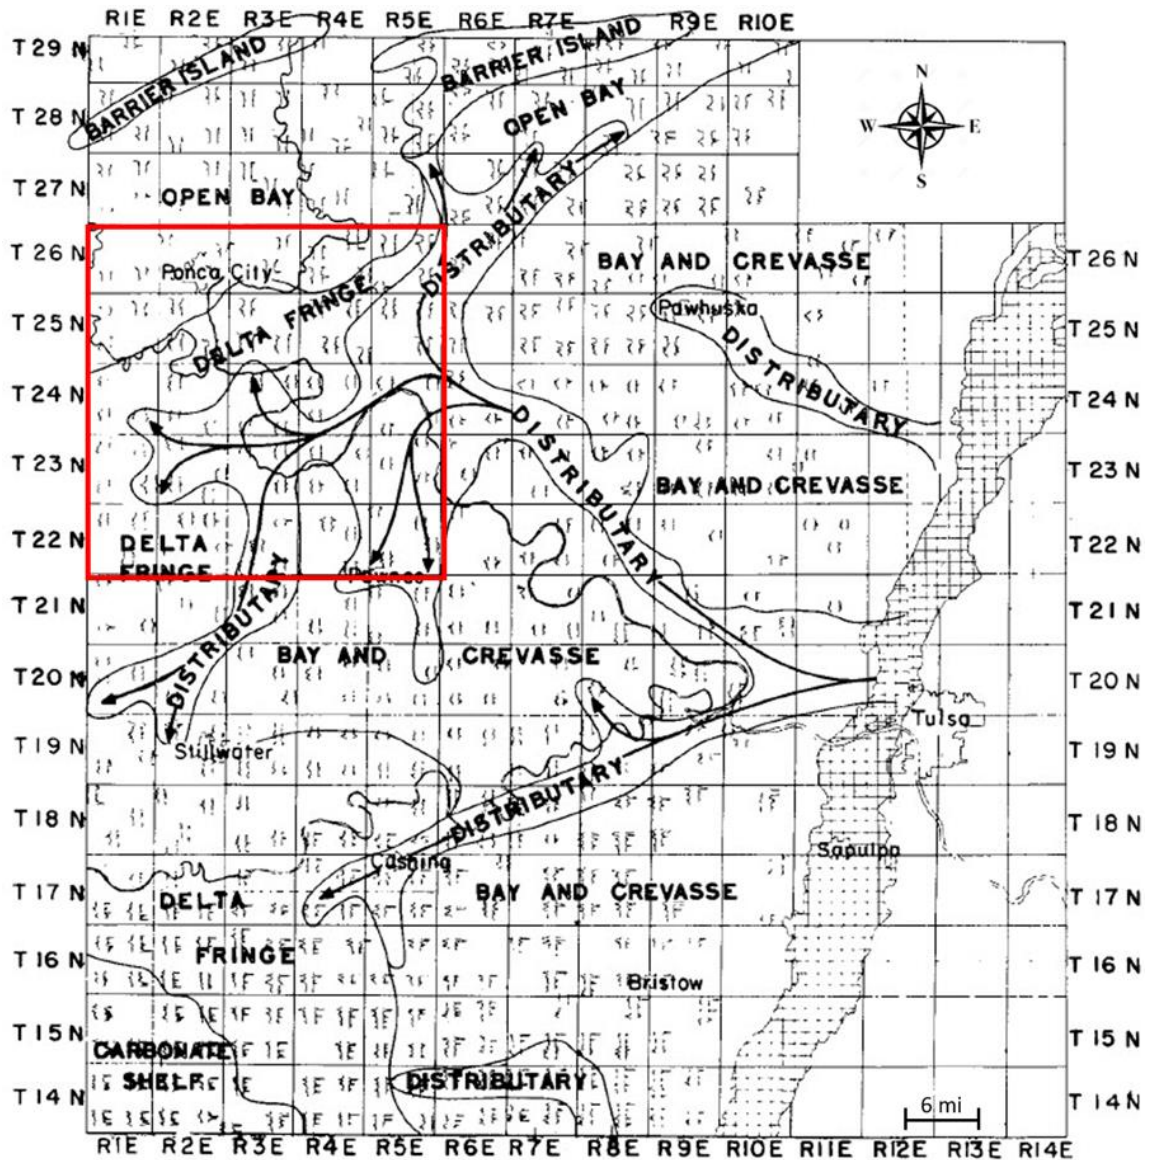 R1E R2E R3E R4E R5E R6E R7E R9E R10E
T 29 N
BARRIER ISLAND
BARRIER ISLAND
N
W E
S
T 28 N
OPEN BAY
T 27 N
OPEN BAY
DISTRIBUTARY
T 26 N
BAY AND CREVASSE
T 26 N
Ponca City
DELTA FRINGE
Pawhuska
T 25 N
T 25 N
DISTRIBUTARY
T 24 N
T 24 N
DISTRIBUTARY
T 23 N
BAY AND CREVASSE
T 23 N
T 22 N
DELTA
FRINGE
T 22 N
T 21 N
DISTRIBUTARY
T 21 N
BAY AND CREVASSE
T 20 N
T 20 N
Tulsa
T 19 N
Stillwater
T 19 N
DISTRIBUTARY
T 18 N
T 18 N
Sapulpa
Cushing
T 17 N
DELTA
BAY AND CREVASSE
T 17 N
FRINGE
T 16 N
T 16 N
Bristow
T 15 N
T 15 N
CARBONATE
SHELF
DISTRIBUTARY
T 14 N
T 14 N
6 mi
R1E R2E R3E R4E R5E R6E R7E R8E R9E R10E R11E R12E R13E R14E